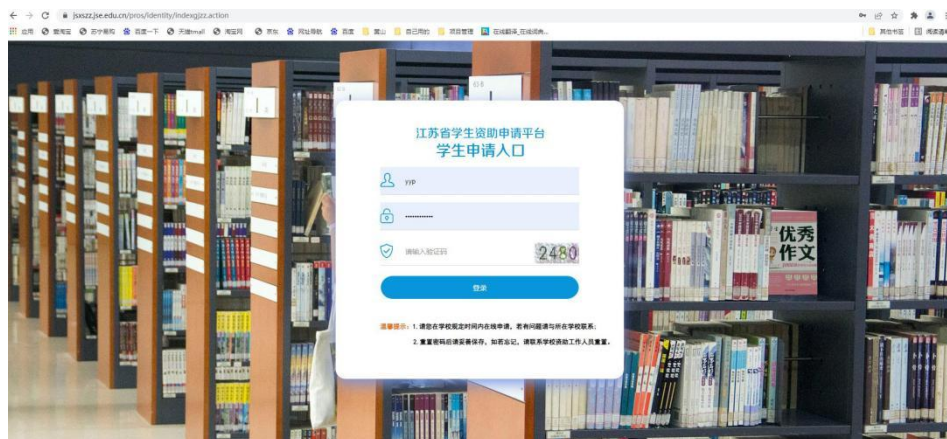 jsxszz.jse.edu.cn/pros/identity/indexgjzz.action
应用 爱淘宝 苏宁易购 百度一下 天猫tmall 淘宝网 京东 网址导航 百度 黄山 自己用的 项目管理 在线翻译_在线词典... 其他书签
江苏省学生资助申请平台
学生申请入口
yyp
请输入验证码 2480
登录
温馨提示：1. 请您在学校规定时间内在线申请，若有问题请与所在学校联系；
2. 重置密码后请妥善保存，如若忘记，请联系学校资助工作人员重置。
优秀
作文